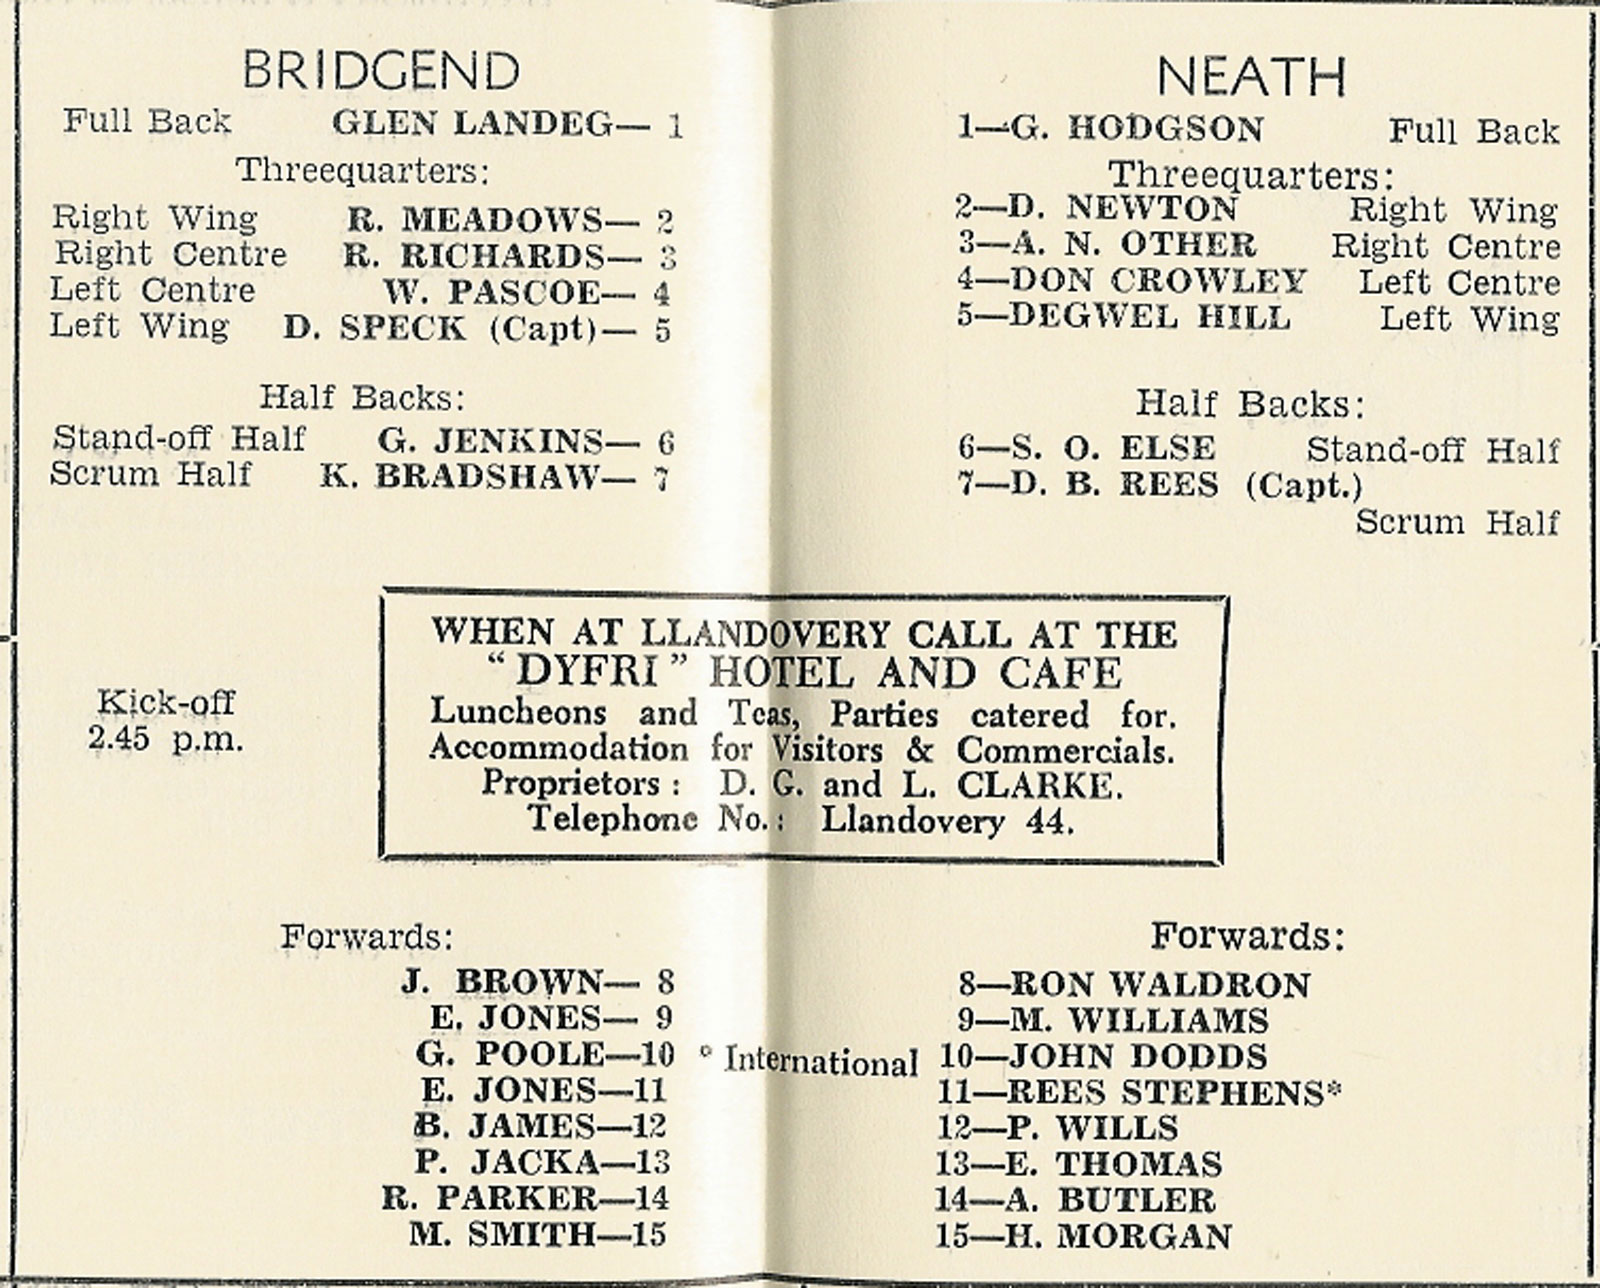 BRIDGEND
Full Back GLEN LANDEG— 1
Threequarters:
Right Wing R. MEADOWS— 2
Right Centre R. RICHARDS— 3
Left Centre W. PASCOE— 4
Left Wing D. SPECK (Capt)— 5
Half Backs:
Stand-off Half G. JENKINS— 6
Scrum Half K. BRADSHAW— 7
NEATH
1—G. HODGSON Full Back
Threequarters:
2—D. NEWTON Right Wing
3—A. N. OTHER Right Centre
4—DON CROWLEY Left Centre
5—DEGWEL HILL Left Wing
Half Backs:
6—S. O. ELSE Stand-off Half
7—D. B. REES (Capt.)
Scrum Half
Kick-off
2.45 p.m.
WHEN AT LLANDOVERY CALL AT THE
“DYFRI” HOTEL AND CAFE
Luncheons and Teas, Parties catered for.
Accommodation for Visitors & Commercials.
Proprietors : D. G. and L. CLARKE.
Telephone No. : Llandovery 44.
Forwards:
J. BROWN— 8
E. JONES— 9
G. POOLE—10
E. JONES—11
B. JAMES—12
P. JACKA—13
R. PARKER—14
M. SMITH—15
* International
Forwards:
8—RON WALDRON
9—M. WILLIAMS
10—JOHN DODDS
11—REES STEPHENS*
12—P. WILLS
13—E. THOMAS
14—A. BUTLER
15—H. MORGAN